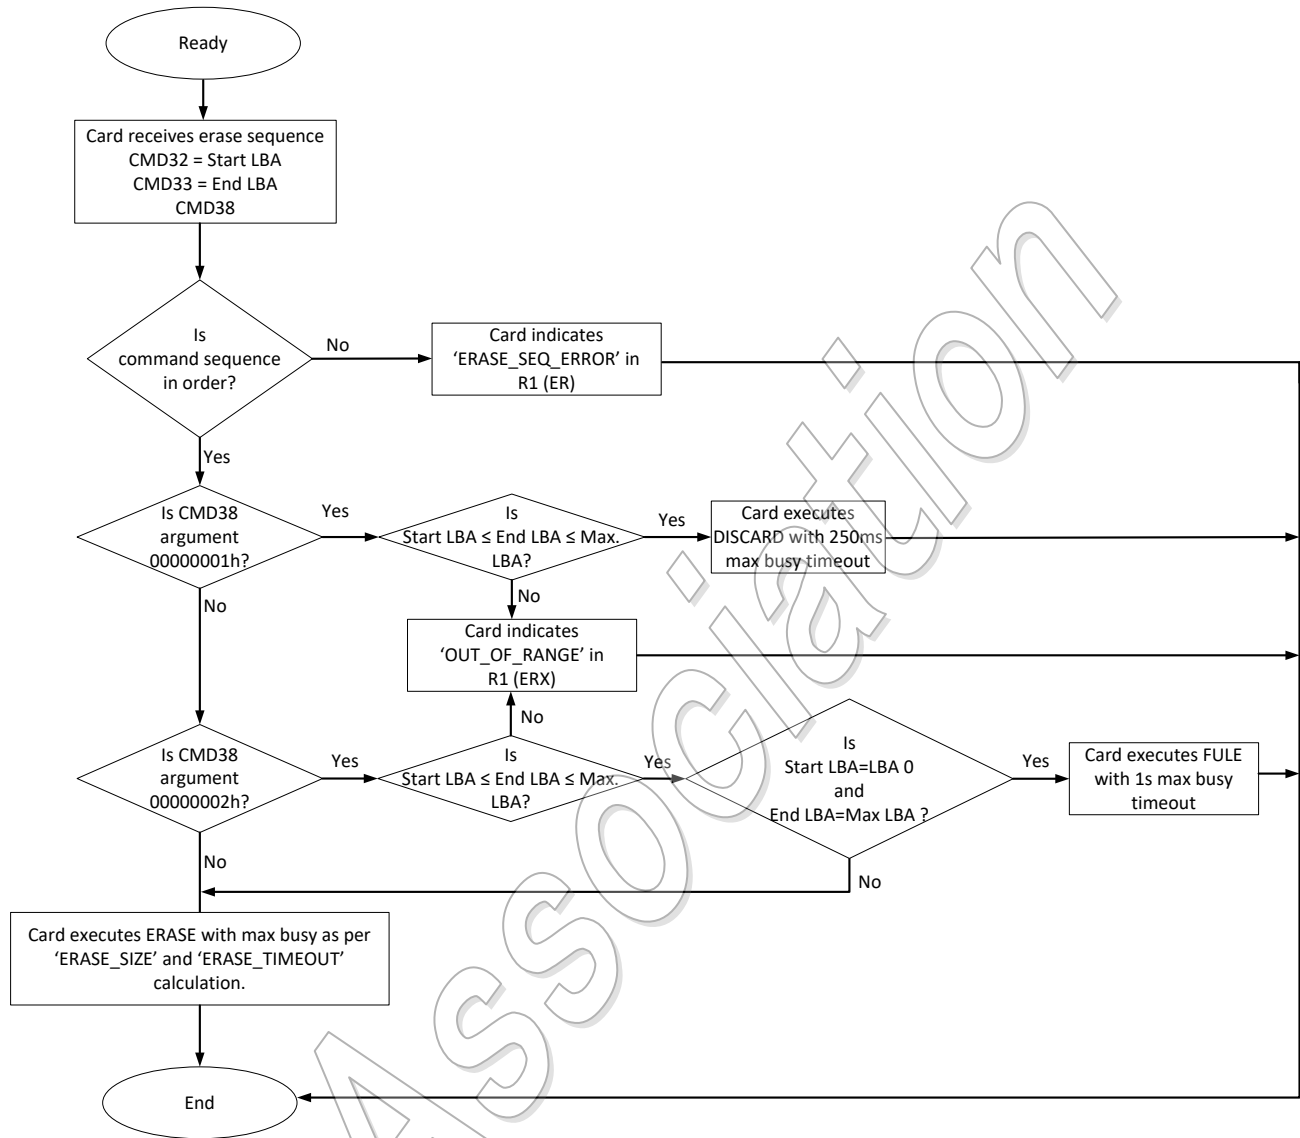 Ready
Card receives erase sequence
CMD32 = Start LBA
CMD33 = End LBA
CMD38
Is
command sequence
in order?
No
Card indicates
‘ERASE_SEQ_ERROR’ in
R1 (ER)
Yes
Is CMD38
argument
00000001h?
Yes
Is
Start LBA ≤ End LBA ≤ Max.
LBA?
Yes
Card executes
DISCARD with 250ms
max busy timeout
No
No
Card indicates
‘OUT_OF_RANGE’ in
R1 (ERX)
No
Is CMD38
argument
00000002h?
Yes
Is
Start LBA ≤ End LBA ≤ Max.
LBA?
Yes
Is
Start LBA=LBA 0
and
End LBA=Max LBA ?
Yes
Card executes FULE
with 1s max busy
timeout
No
No
Card executes ERASE with max busy as per
‘ERASE_SIZE’ and ‘ERASE_TIMEOUT’
calculation.
End
Association